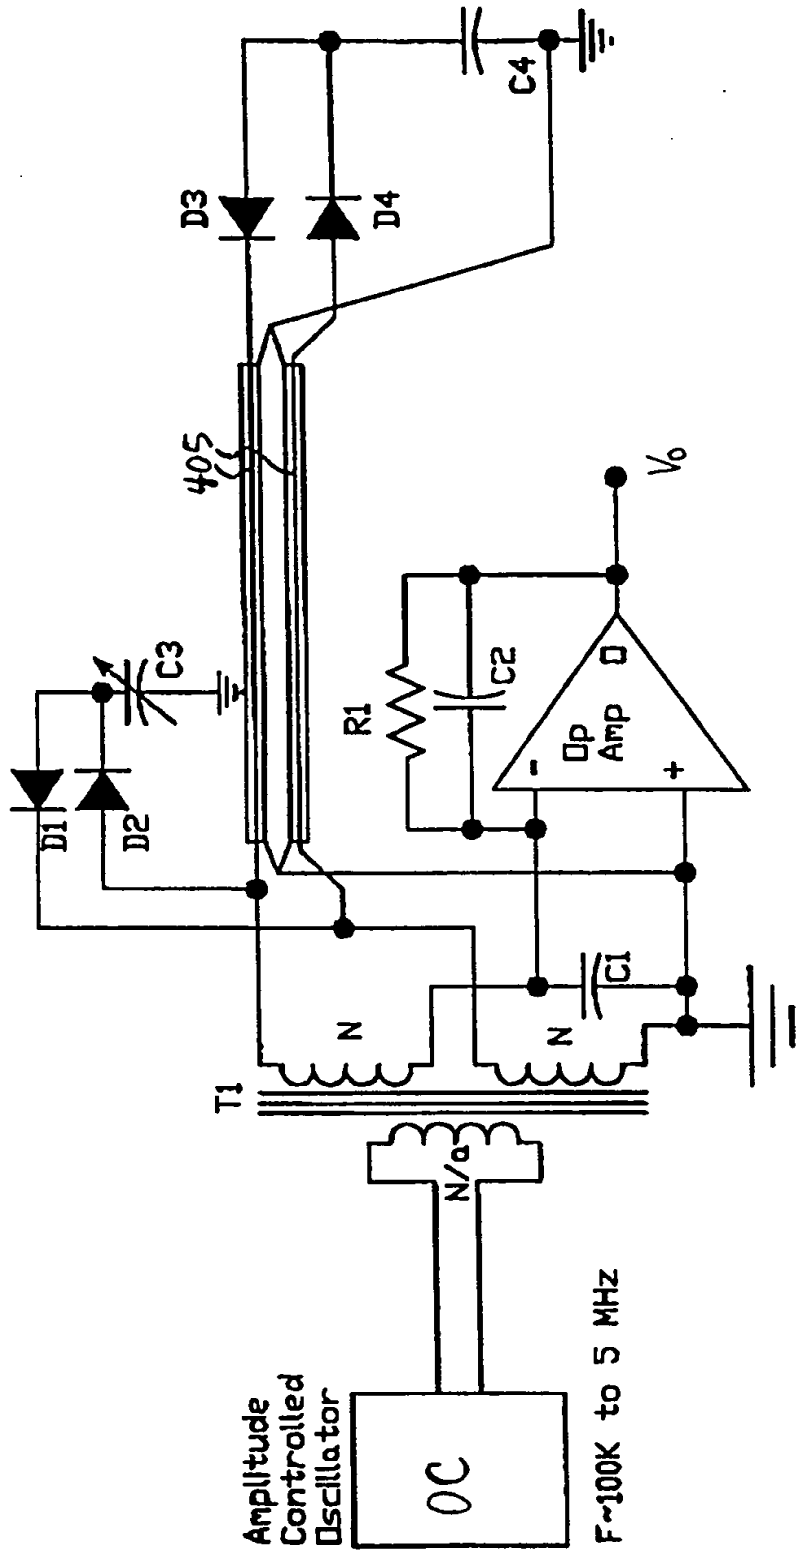 Amplitude
Controlled
Oscillator
OC
F~100K to 5 MHz
T1
N/a
N
N
D1
D2
C3
405
D3
D4
C4
R1
C2
C1
-
+
Op
Amp
O
Vo